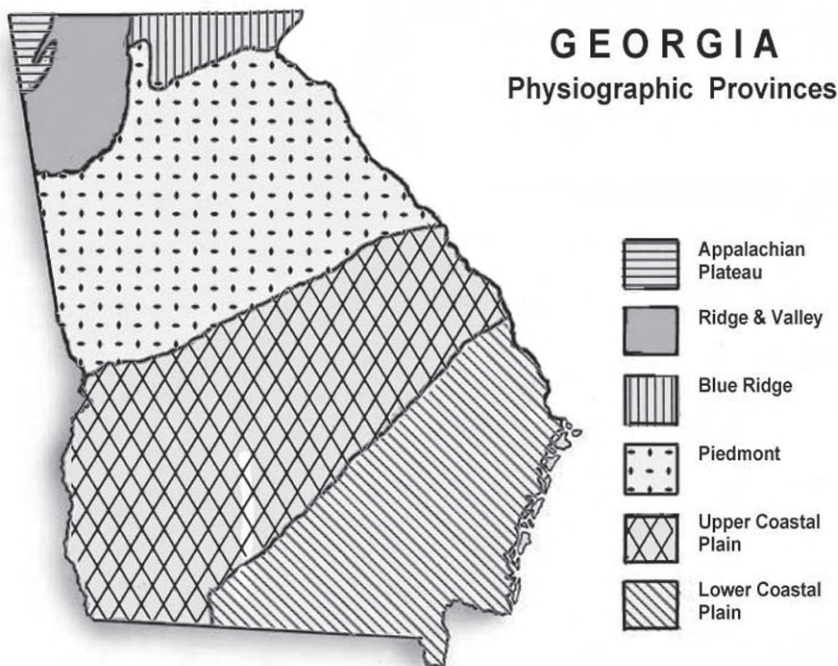 GEORGIA
Physiographic Provinces
Appalachian
Plateau
Ridge & Valley
Blue Ridge
Piedmont
Upper Coastal
Plain
Lower Coastal
Plain